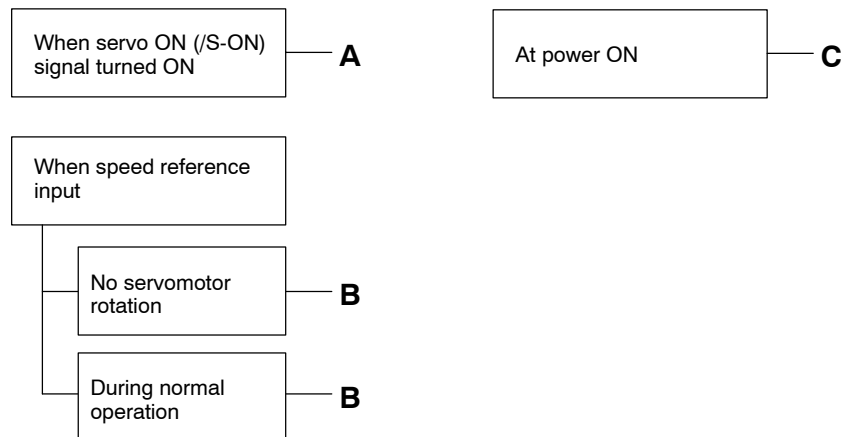 When servo ON (/S-ON)
signal turned ON
A
At power ON
C
When speed reference
input
No servomotor
rotation
B
During normal
operation
B